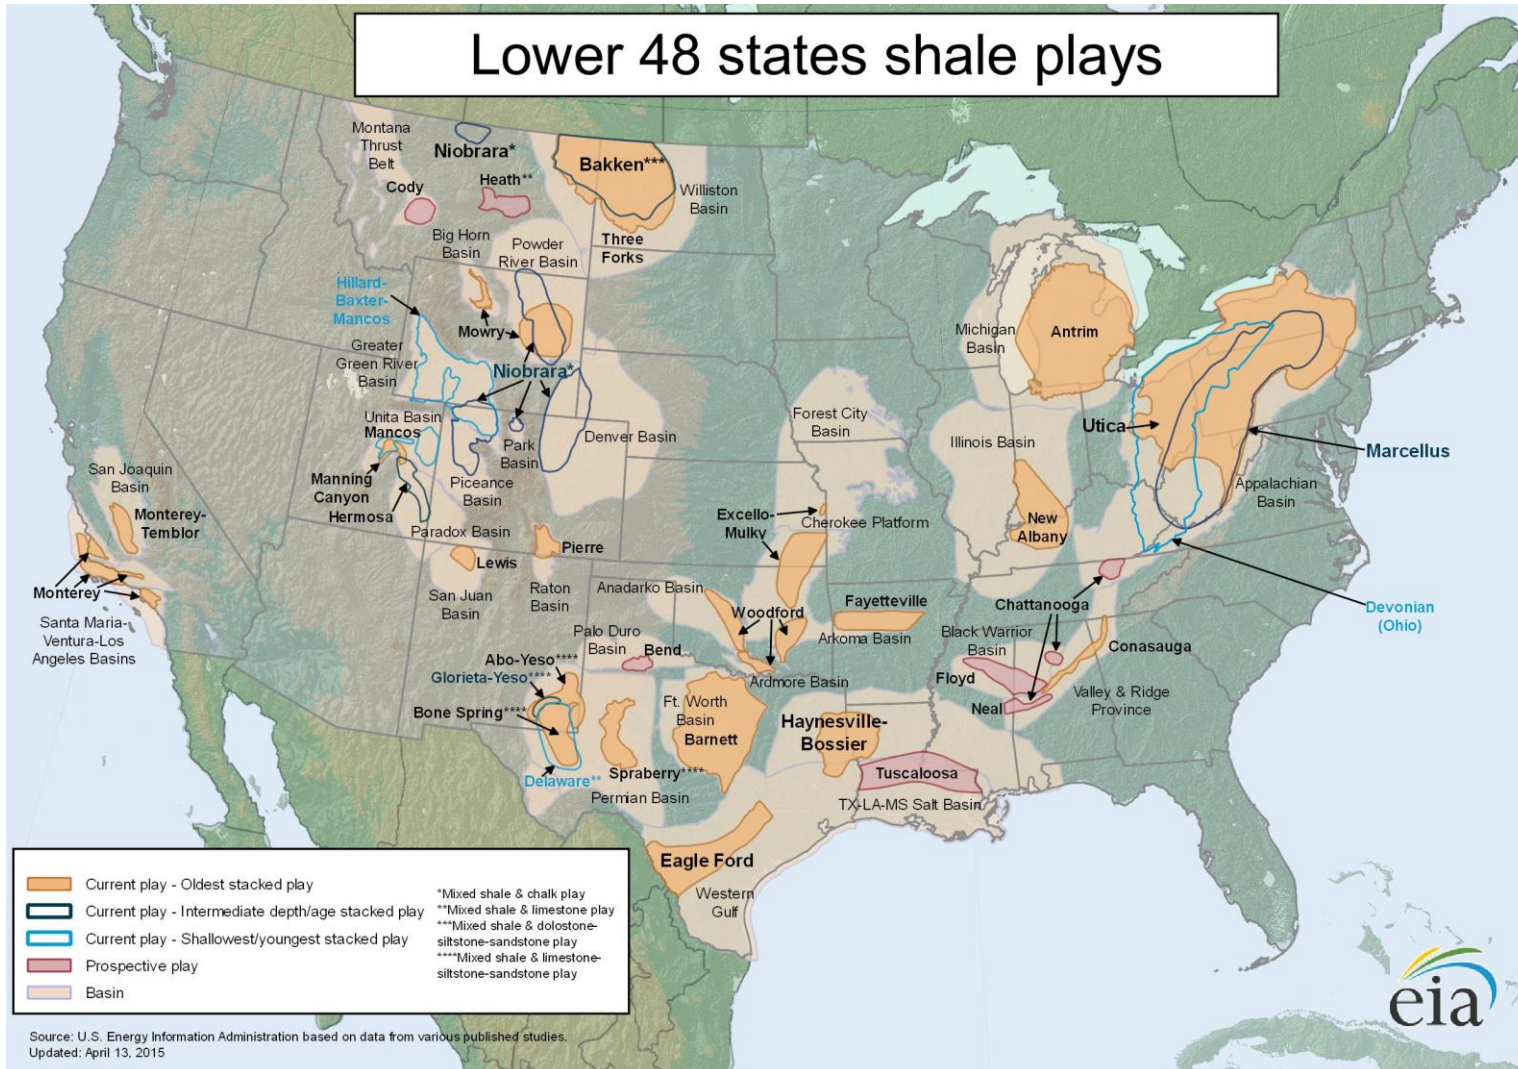 Lower 48 states shale plays
Montana
Thrust
Belt
Niobrara*
Bakken***
Cody
Heath**
Williston
Basin
Big Horn
Basin
Powder
River Basin
Three
Forks
Hillard-
Baxter-
Mancos
Mowry
Greater
Green River
Basin
Niobrara*
Michigan
Basin
Antrim
Unita Basin
Mancos
Park
Basin
Denver Basin
Forest City
Basin
Illinois Basin
Utica
Marcellus
Appalachian
Basin
San Joaquin
Basin
Monterey-
Temblor
Manning
Canyon
Hermosa
Piceance
Basin
Paradox Basin
Excello-
Mulky
Cherokee Platform
New
Albany
Pierre
Lewis
San Juan
Basin
Raton
Basin
Anadarko Basin
Monterey
Santa Maria-
Ventura-Los
Angeles Basins
Woodford
Fayetteville
Arkoma Basin
Chattanooga
Devonian
(Ohio)
Palo Duro
Basin
Bend
Black Warrior
Basin
Conasauga
Abo-Yeso****
Glorieta-Yeso****
Bone Spring****
Ardmore Basin
Floyd
Neal
Valley & Ridge
Province
Ft. Worth
Basin
Barnett
Haynesville-
Bossier
Delaware**
Spraberry****
Permian Basin
Tuscaloosa
TX-LA-MS Salt Basin
Eagle Ford
Western
Gulf
Current play - Oldest stacked play
Current play - Intermediate depth/age stacked play
Current play - Shallowest/youngest stacked play
Prospective play
Basin
*Mixed shale & chalk play
**Mixed shale & limestone play
***Mixed shale & dolostone-
siltstone-sandstone play
****Mixed shale & limestone-
siltstone-sandstone play
eia
Source: U.S. Energy Information Administration based on data from various published studies.
Updated: April 13, 2015